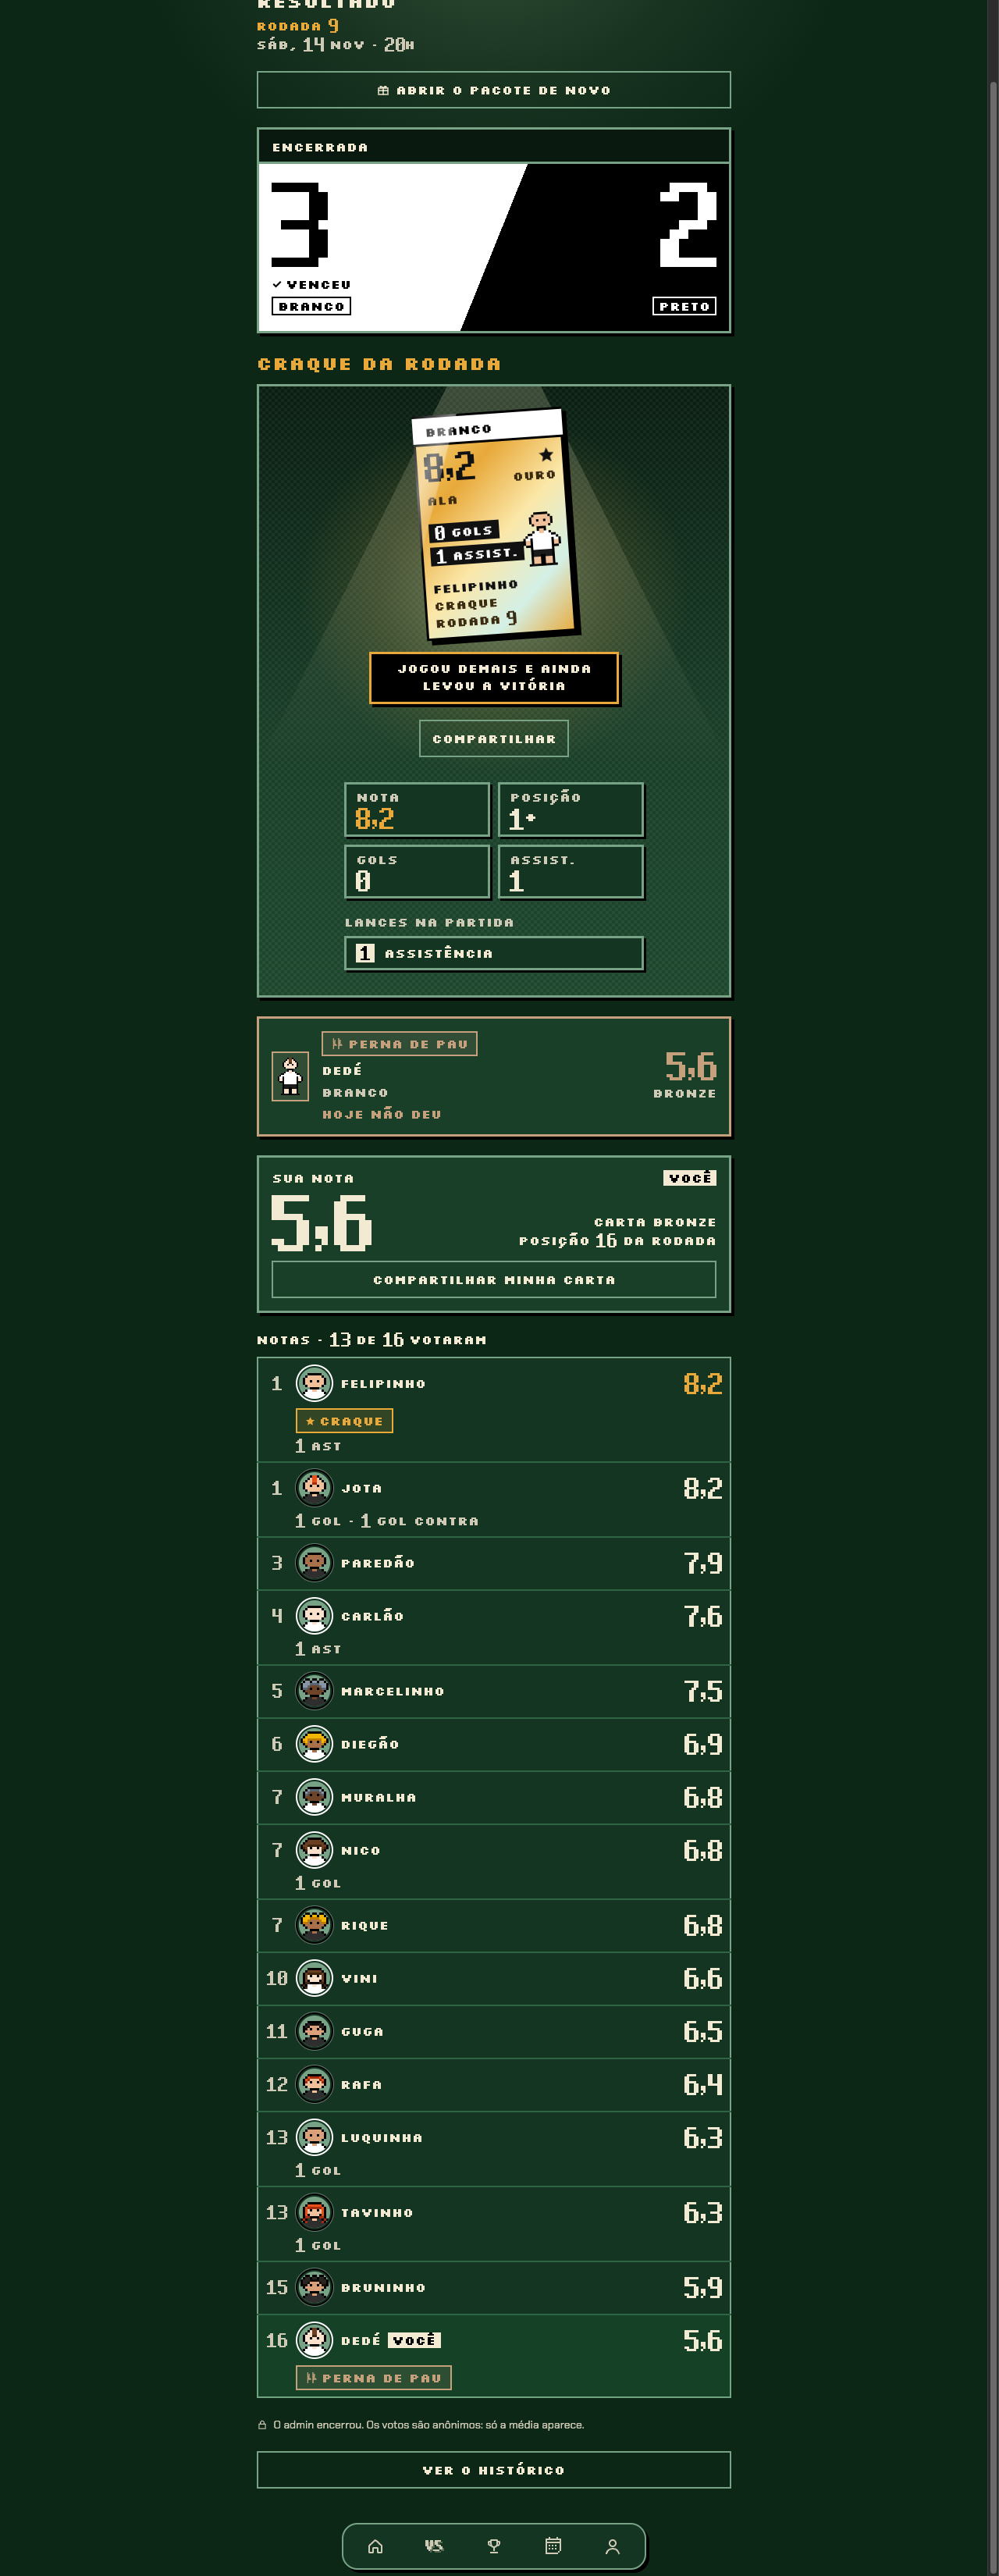 RESULTADO
RODADA 9
SÁB, 14 NOV · 20H
ABRIR O PACOTE DE NOVO
ENCERRADA
3
2
VENCEU
BRANCO
PRETO
CRAQUE DA RODADA
BRANCO
8,2
OURO
ALA
0 GOLS
1 ASSIST.
FELIPINHO
CRAQUE
RODADA 9
JOGOU DEMAIS E AINDA
LEVOU A VITÓRIA
COMPARTILHAR
NOTA
8,2
POSIÇÃO
1º
GOLS
0
ASSIST.
1
LANCES NA PARTIDA
1 ASSISTÊNCIA
PERNA DE PAU
DEDÉ
BRANCO
HOJE NÃO DEU
5,6
BRONZE
SUA NOTA
VOCÊ
5,6
CARTA BRONZE
POSIÇÃO 16 DA RODADA
COMPARTILHAR MINHA CARTA
NOTAS · 13 DE 16 VOTARAM
1 FELIPINHO 8,2
CRAQUE
1 AST
1 JOTA 8,2
1 GOL · 1 GOL CONTRA
3 PAREDÃO 7,9
4 CARLÃO 7,6
1 AST
5 MARCELINHO 7,5
6 DIEGÃO 6,9
7 MURALHA 6,8
7 NICO 6,8
1 GOL
7 RIQUE 6,8
10 VINI 6,6
11 GUGA 6,5
12 RAFA 6,4
13 LUQUINHA 6,3
1 GOL
13 TAVINHO 6,3
1 GOL
15 BRUNINHO 5,9
16 DEDÉ VOCÊ 5,6
PERNA DE PAU
O admin encerrou. Os votos são anônimos: só a média aparece.
VER O HISTÓRICO
VS